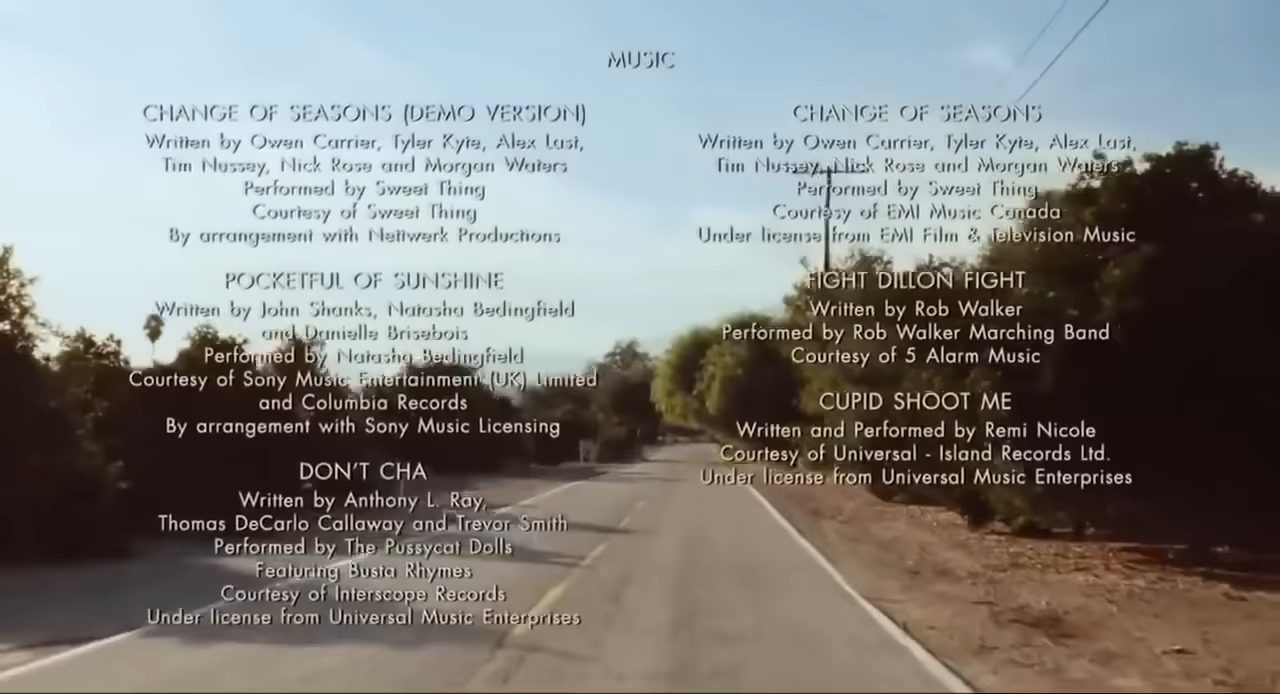 MUSIC
CHANGE OF SEASONS (DEMO VERSION)
Written by Owen Carrier, Tyler Kyte, Alex Last,
Tim Nussey, Nick Rose and Morgan Waters
Performed by Sweet Thing
Courtesy of Sweet Thing
By arrangement with Nettwerk Productions
POCKETFUL OF SUNSHINE
Written by John Shanks, Natasha Bedingfield
and Danielle Brisebois
Performed by Natasha Bedingfield
Courtesy of Sony Music Entertainment (UK) Limited
and Columbia Records
By arrangement with Sony Music Licensing
DON'T CHA
Written by Anthony L. Ray,
Thomas DeCarlo Callaway and Trevor Smith
Performed by The Pussycat Dolls
Featuring Busta Rhymes
Courtesy of Interscope Records
Under license from Universal Music Enterprises
CHANGE OF SEASONS
Written by Owen Carrier, Tyler Kyte, Alex Last,
Tim Nussey, Nick Rose and Morgan Waters
Performed by Sweet Thing
Courtesy of EMI Music Canada
Under license from EMI Film & Television Music
FIGHT DILLON FIGHT
Written by Rob Walker
Performed by Rob Walker Marching Band
Courtesy of 5 Alarm Music
CUPID SHOOT ME
Written and Performed by Remi Nicole
Courtesy of Universal - Island Records Ltd.
Under license from Universal Music Enterprises